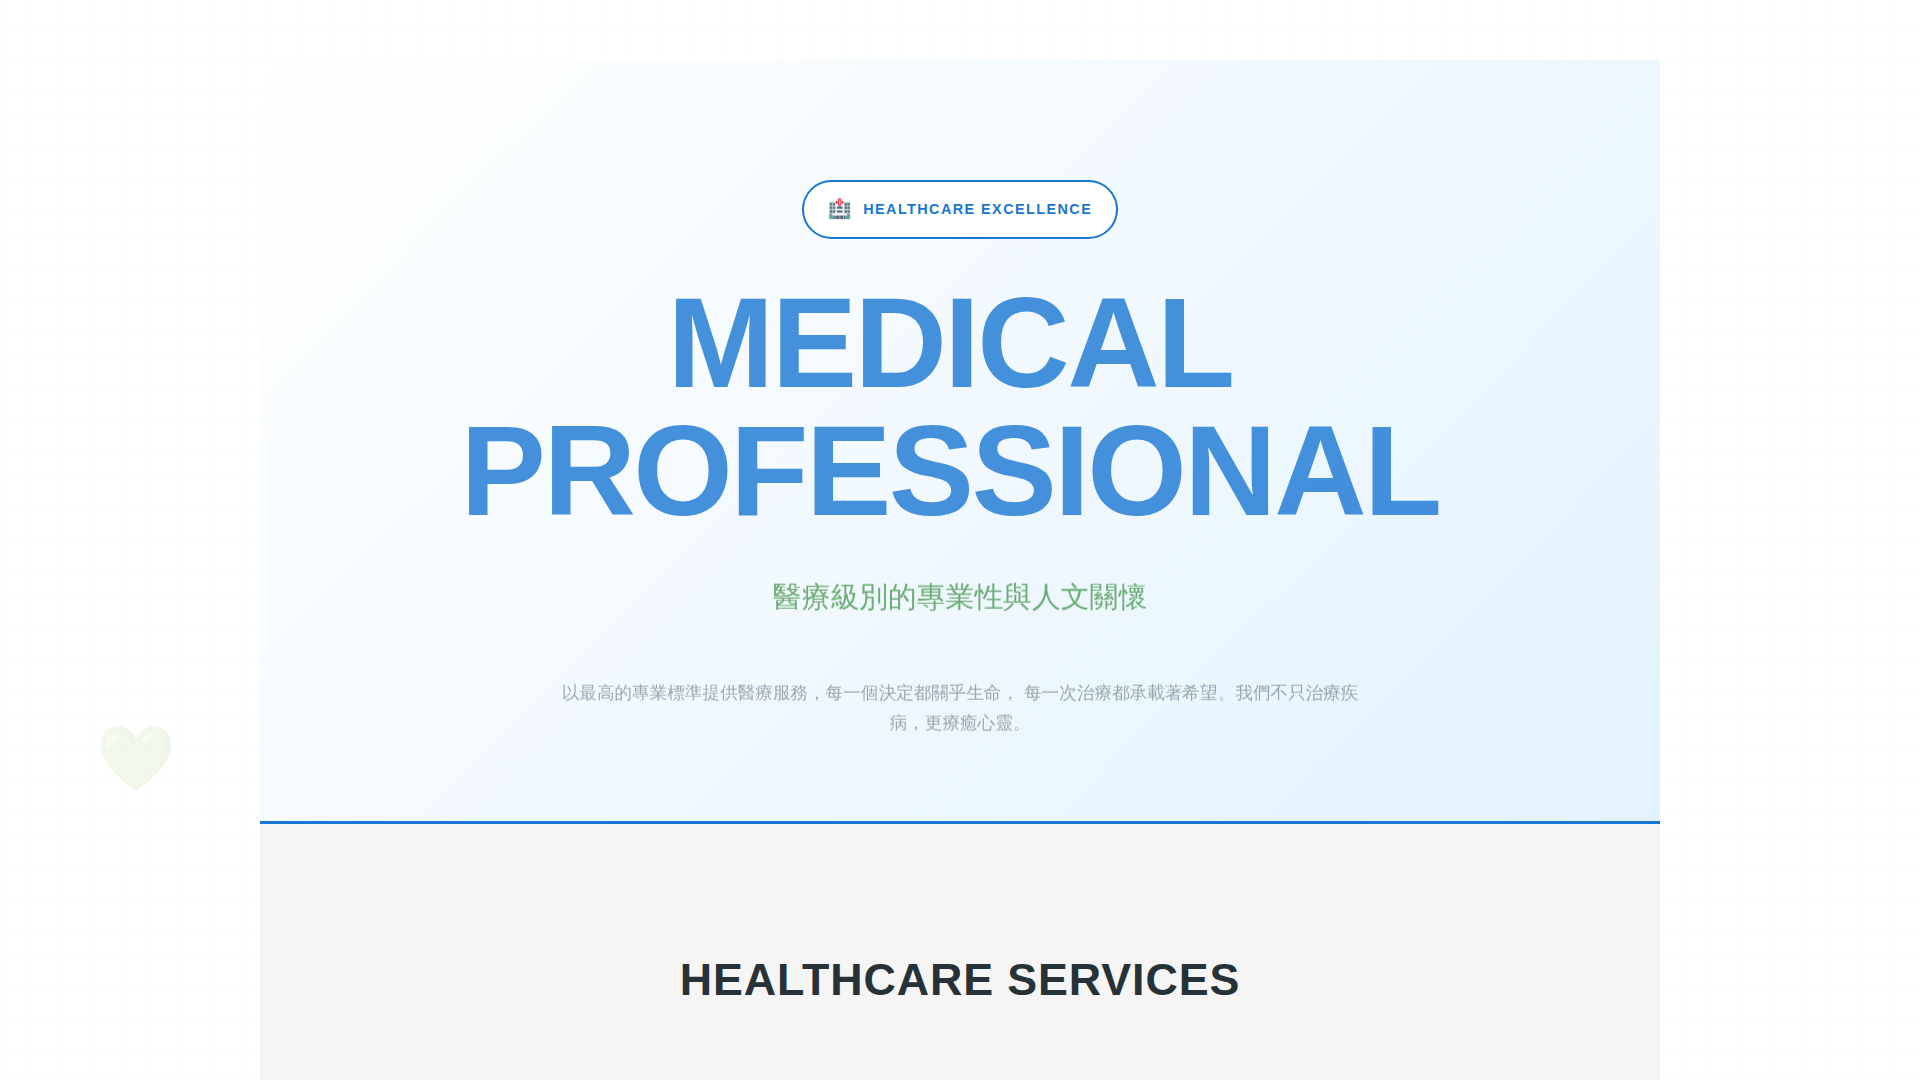 HEALTHCARE EXCELLENCE
MEDICAL
PROFESSIONAL
醫療級別的專業性與人文關懷
以最高的專業標準提供醫療服務，每一個決定都關乎生命， 每一次治療都承載著希望。我們不只治療疾
病，更療癒心靈。
HEALTHCARE SERVICES